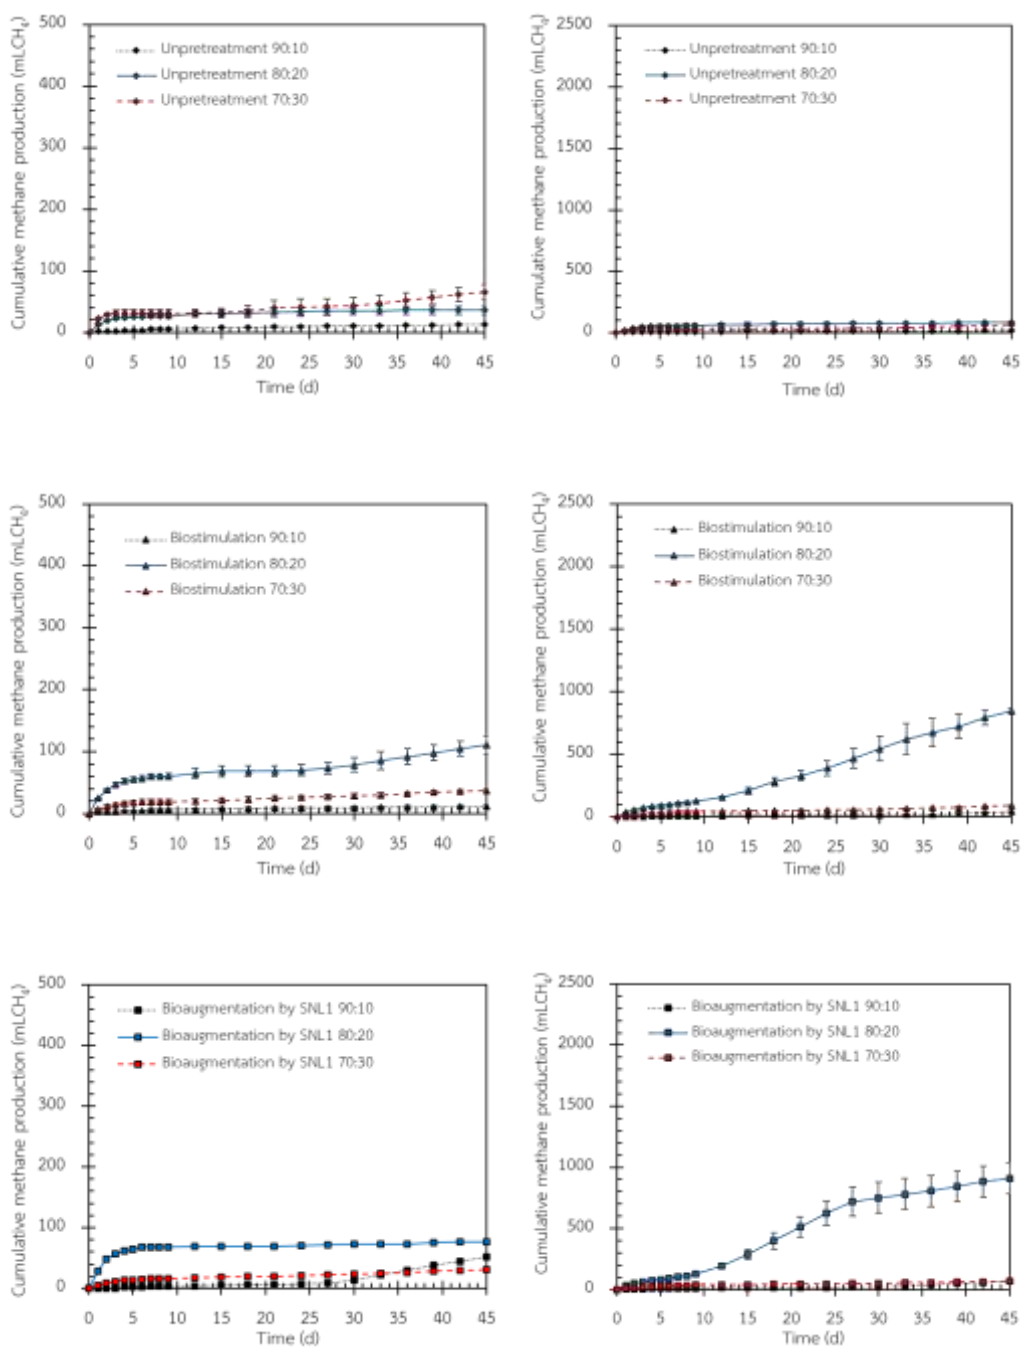 Cumulative methane production (mLCH₄)
500
400
300
200
100
0
Unpretreatment 90:10
Unpretreatment 80:20
Unpretreatment 70:30
0 5 10 15 20 25 30 35 40 45
Time (d)
Cumulative methane production (mLCH₄)
2500
2000
1500
1000
500
0
Unpretreatment 90:10
Unpretreatment 80:20
Unpretreatment 70:30
0 5 10 15 20 25 30 35 40 45
Time (d)
Cumulative methane production (mLCH₄)
500
400
300
200
100
0
Biostimulation 90:10
Biostimulation 80:20
Biostimulation 70:30
0 5 10 15 20 25 30 35 40 45
Time (d)
Cumulative methane production (mLCH₄)
2500
2000
1500
1000
500
0
Biostimulation 90:10
Biostimulation 80:20
Biostimulation 70:30
0 5 10 15 20 25 30 35 40 45
Time (d)
Cumulative methane production (mLCH₄)
500
400
300
200
100
0
Bioaugmentation by SNL1 90:10
Bioaugmentation by SNL1 80:20
Bioaugmentation by SNL1 70:30
0 5 10 15 20 25 30 35 40 45
Time (d)
Cumulative methane production (mLCH₄)
2500
2000
1500
1000
500
0
Bioaugmentation by SNL1 90:10
Bioaugmentation by SNL1 80:20
Bioaugmentation by SNL1 70:30
0 5 10 15 20 25 30 35 40 45
Time (d)